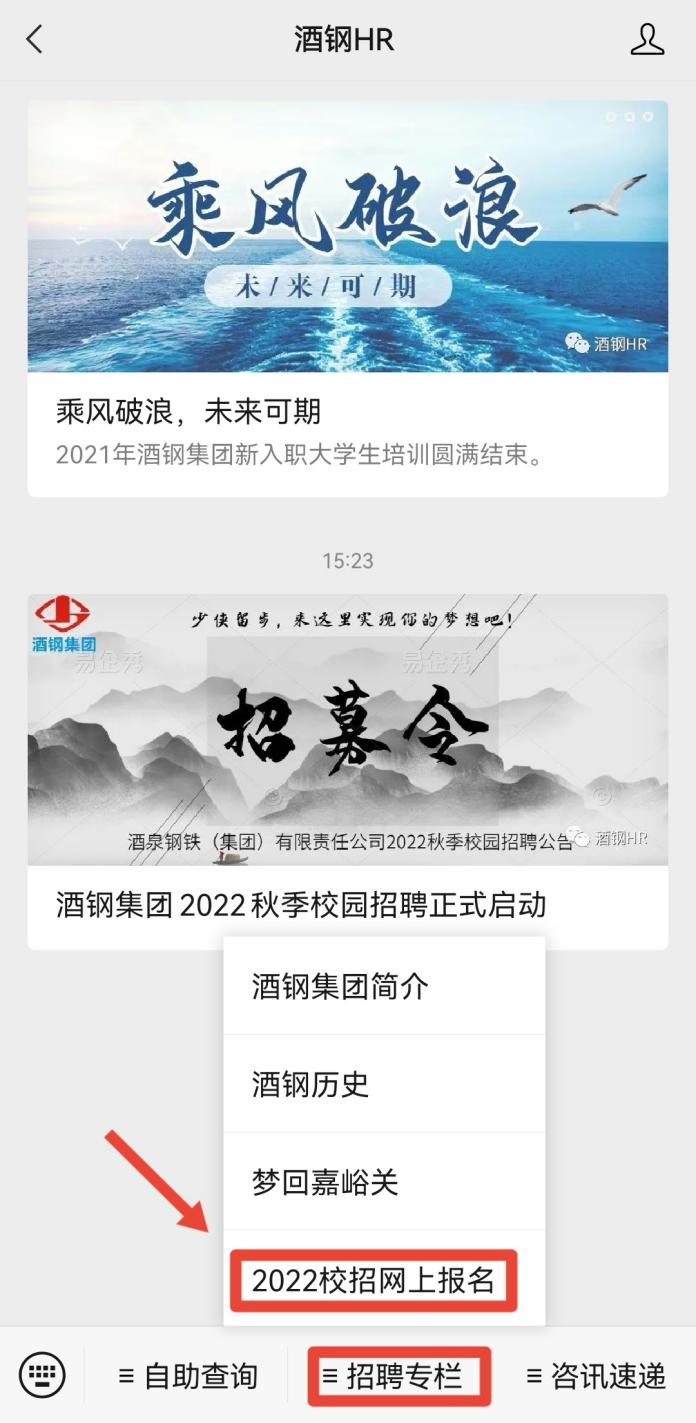 酒钢HR
乘风破浪
未/来/可/期
酒钢HR
乘风破浪，未来可期
2021年酒钢集团新入职大学生培训圆满结束。
15:23
酒钢集团
少侠留步，来这里实现你的梦想吧！
易企秀
易企秀
招募令
酒泉钢铁（集团）有限责任公司2022秋季校园招聘公告
酒钢HR
酒钢集团2022秋季校园招聘正式启动
酒钢集团简介
酒钢历史
梦回嘉峪关
2022校招网上报名
自助查询
招聘专栏
咨讯速递